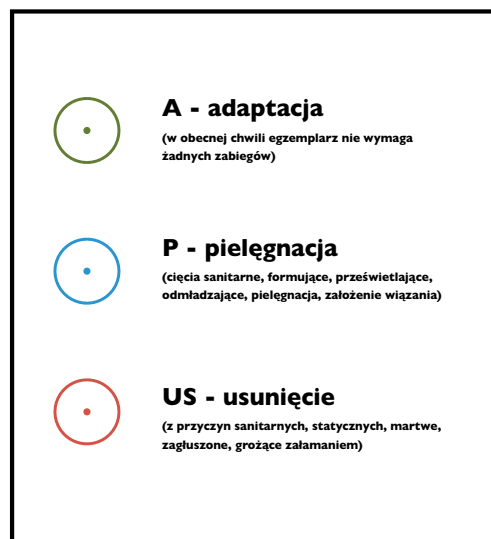 A - adaptacja
(w obecnej chwili egzemplarz nie wymaga
żadnych zabiegów)
P - pielęgnacja
(cięcia sanitarne, formujące, prześwietlające,
odmładzające, pielęgnacja, założenie wiązania)
US - usunięcie
(z przyczyn sanitarnych, statycznych, martwe,
zagłuszone, grożące załamaniem)